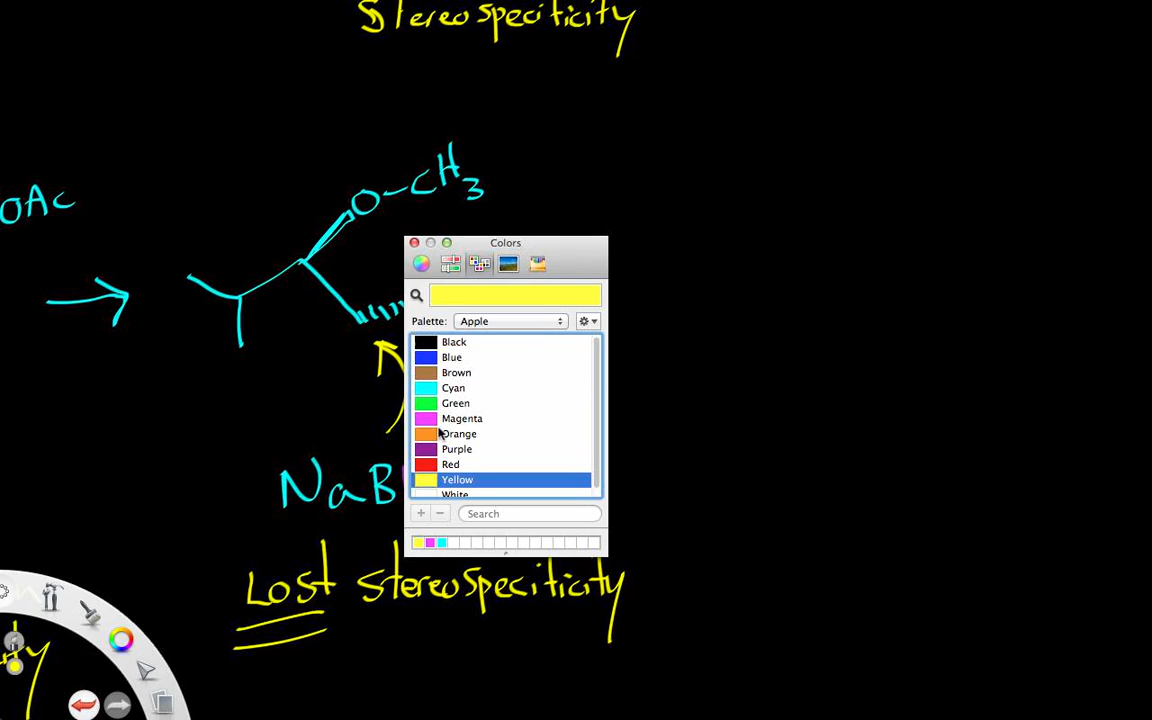 Stereospecificity
OAc
O-CH3
Colors
Palette: Apple
Black
Blue
Brown
Cyan
Green
Magenta
Orange
Purple
Red
Yellow
White
Search
NaB
Lost stereospecificity